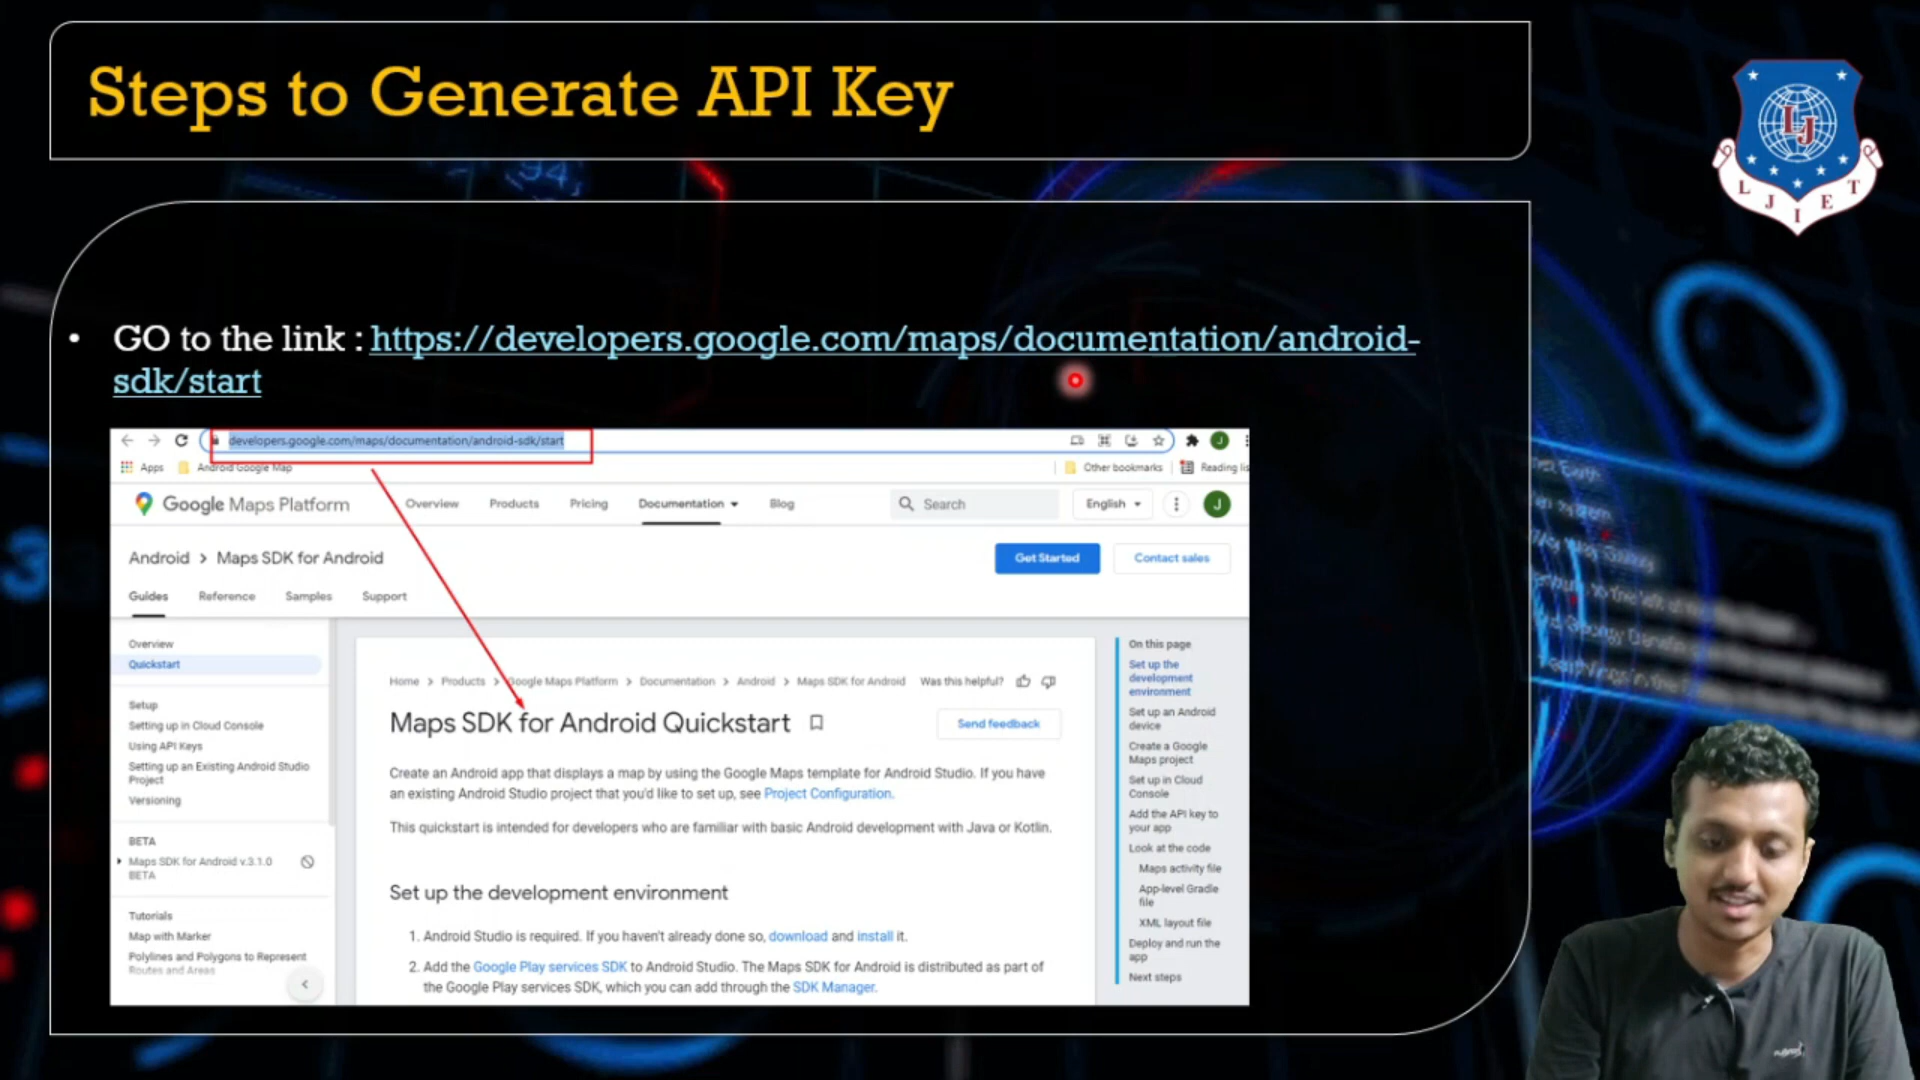 Steps to Generate API Key
LJ
L J I E T
• GO to the link : https://developers.google.com/maps/documentation/android-
sdk/start
developers.google.com/maps/documentation/android-sdk/start
Apps Android Google Map Other bookmarks Reading lis
Google Maps Platform Overview Products Pricing Documentation Blog Search English J
Android > Maps SDK for Android Get Started Contact sales
Guides Reference Samples Support
Overview
Quickstart
Setup
Setting up in Cloud Console
Using API Keys
Setting up an Existing Android Studio
Project
Versioning
BETA
Maps SDK for Android v.3.1.0
BETA
Tutorials
Map with Marker
Polylines and Polygons to Represent
Routes and Areas
Home > Products > Google Maps Platform > Documentation > Android > Maps SDK for Android Was this helpful?
Maps SDK for Android Quickstart
Send feedback
Create an Android app that displays a map by using the Google Maps template for Android Studio. If you have
an existing Android Studio project that you'd like to set up, see Project Configuration.
This quickstart is intended for developers who are familiar with basic Android development with Java or Kotlin.
Set up the development environment
1. Android Studio is required. If you haven't already done so, download and install it.
2. Add the Google Play services SDK to Android Studio. The Maps SDK for Android is distributed as part of
the Google Play services SDK, which you can add through the SDK Manager.
On this page
Set up the
development
environment
Set up an Android
device
Create a Google
Maps project
Set up in Cloud
Console
Add the API key to
your app
Look at the code
Maps activity file
App-level Gradle
file
XML layout file
Deploy and run the
app
Next steps